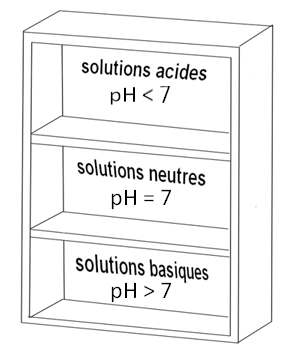 solutions acides
pH < 7
solutions neutres
pH = 7
solutions basiques
pH > 7